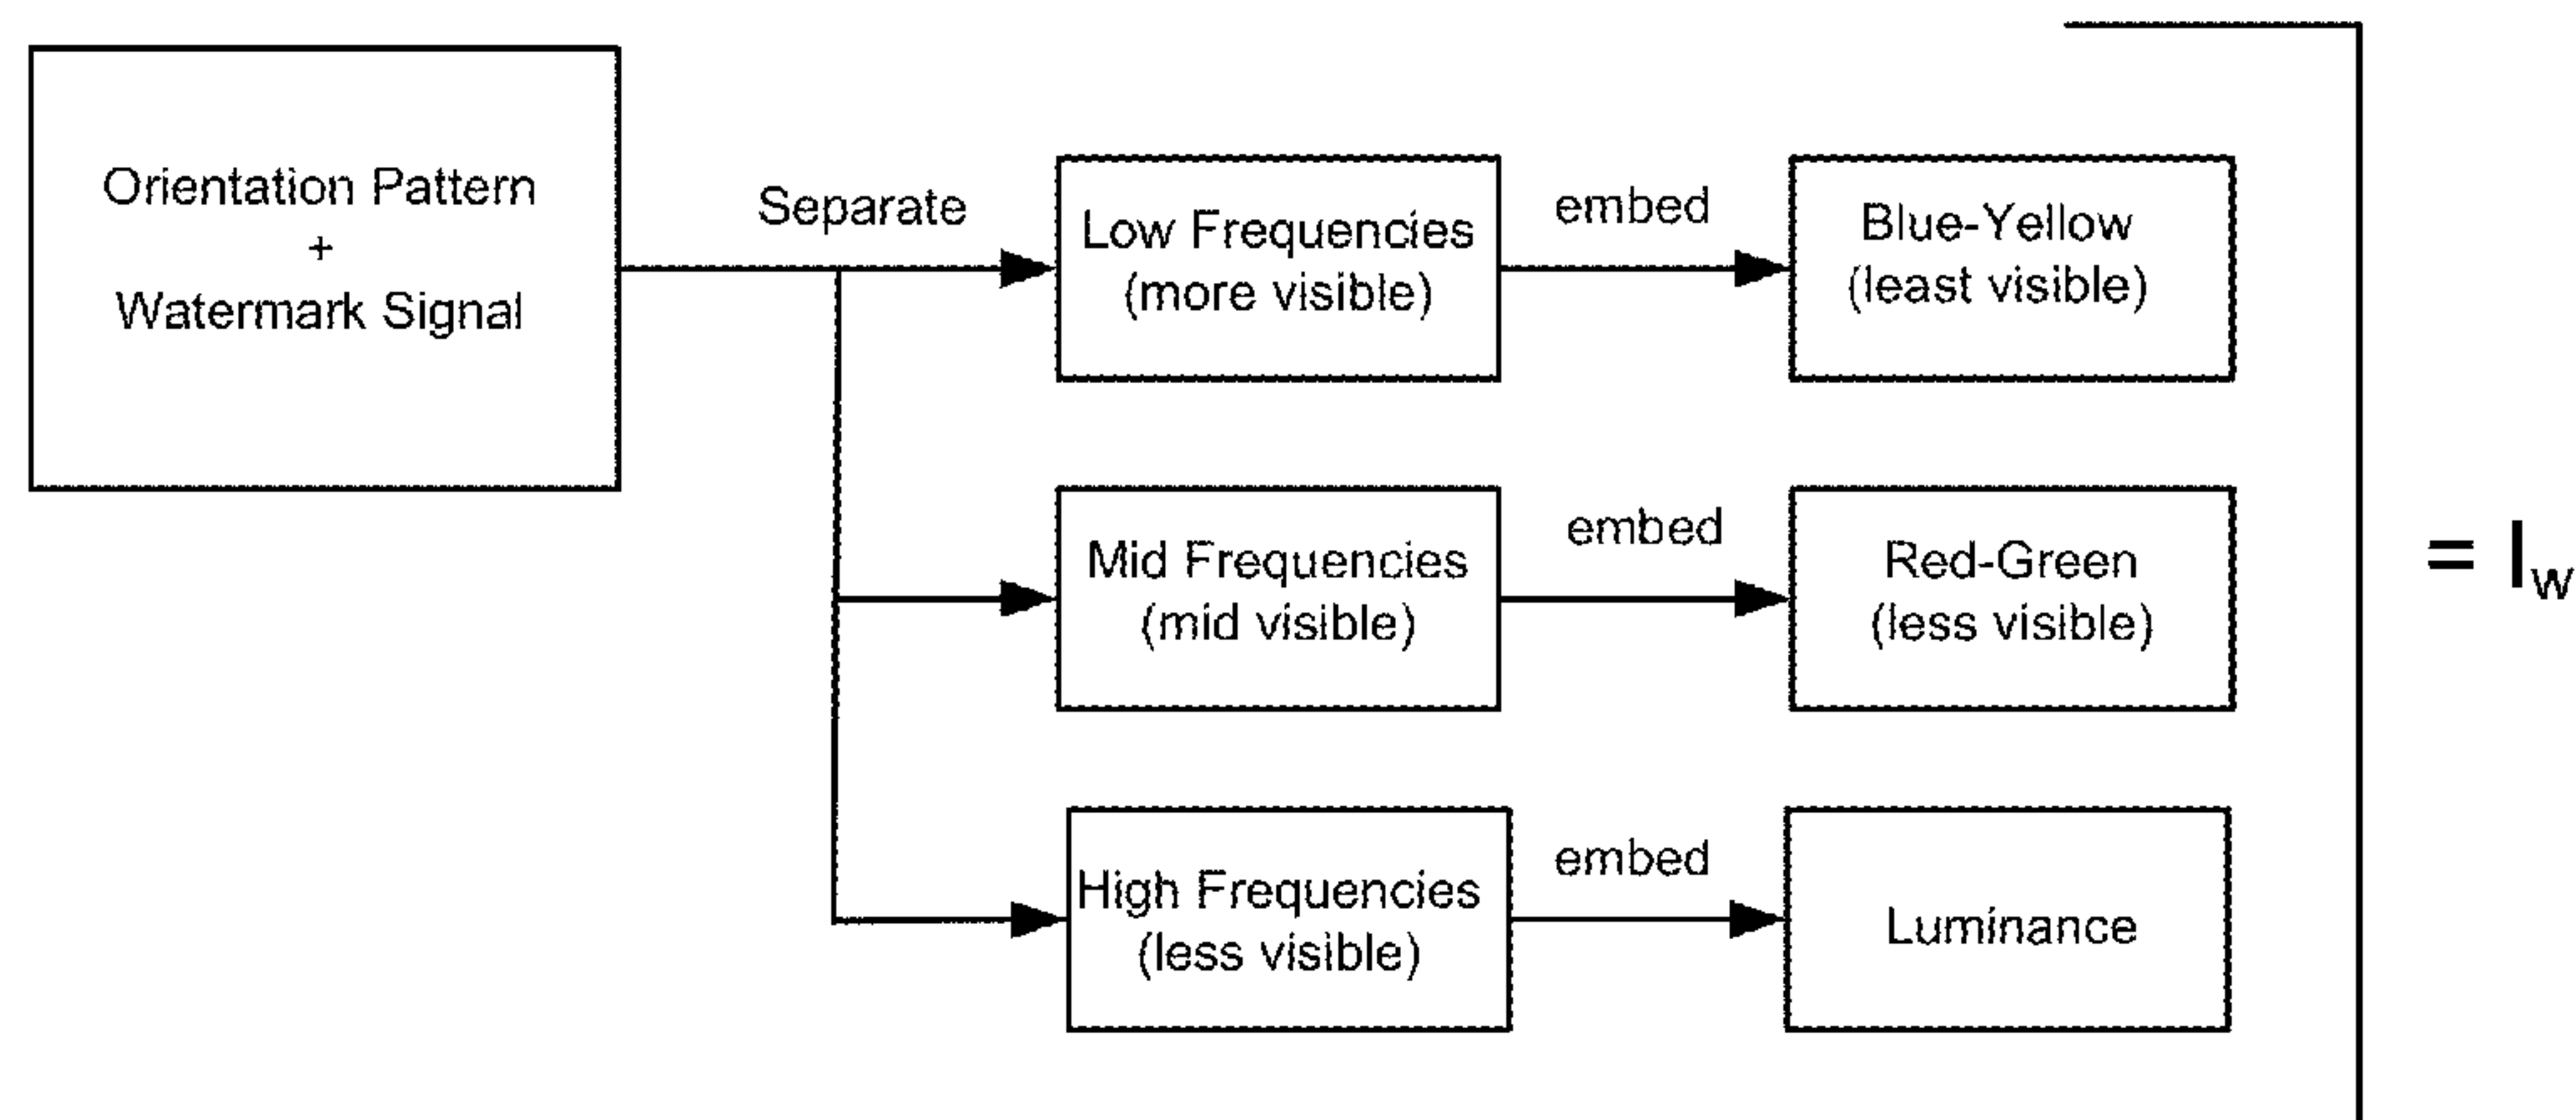 Orientation Pattern
+
Watermark Signal
Separate
Low Frequencies
(more visible)
embed
Blue-Yellow
(least visible)
Mid Frequencies
(mid visible)
embed
Red-Green
(less visible)
High Frequencies
(less visible)
embed
Luminance
= Iw